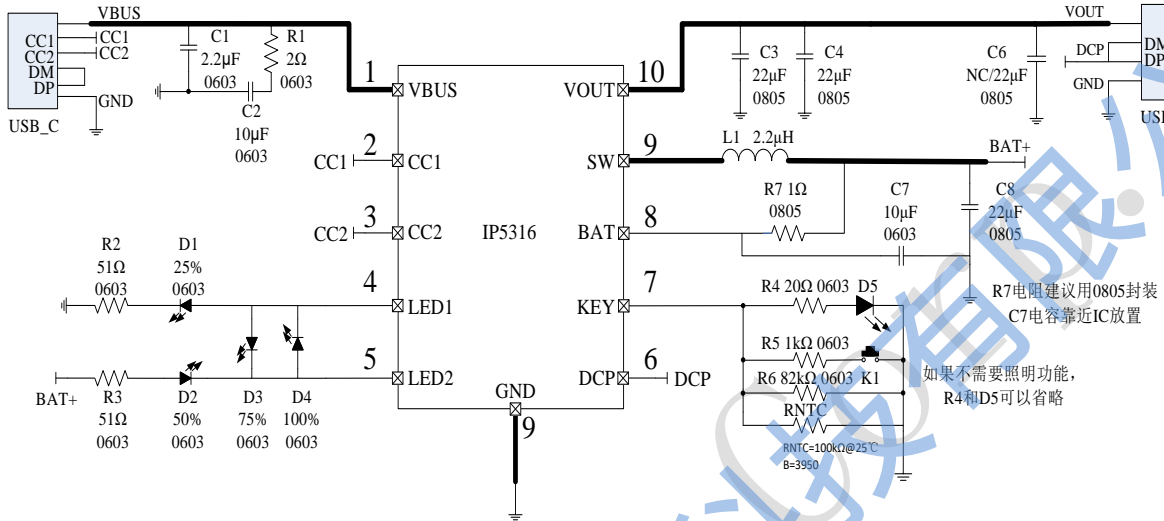 VBUS
CC1
CC2
DM
DP
CC1
CC2
GND
USB_C
C1
2.2μF
0603
R1
2Ω
0603
C2
10μF
0603
1
VBUS
2
CC1
CC1
3
CC2
CC2
4
LED1
5
LED2
IP5316
GND
9
R2
51Ω
0603
D1
25%
0603
BAT+
R3
51Ω
0603
D2
50%
0603
D3
75%
0603
D4
100%
0603
10
VOUT
VOUT
C3
22μF
0805
C4
22μF
0805
C6
NC/22μF
0805
DCP
GND
DM
DP
USB
9
SW
L1 2.2μH
BAT+
8
BAT
R7 1Ω
0805
C7
10μF
0603
C8
22μF
0805
R7电阻建议用0805封装
C7电容靠近IC放置
7
KEY
R4 20Ω 0603 D5
R5 1kΩ 0603
K1
R6 82kΩ 0603
RNTC
RNTC=100kΩ@25℃
B=3950
6
DCP
DCP
如果不需要照明功能，
R4和D5可以省略
技有限公
Corp.